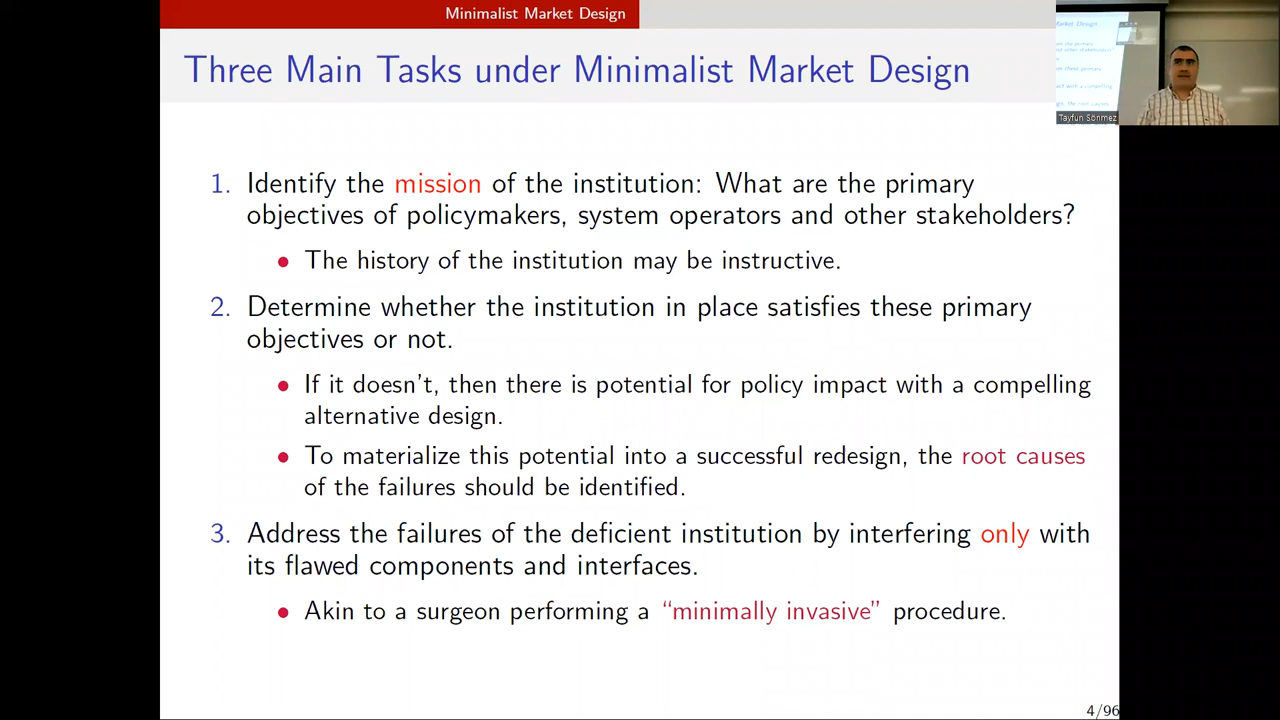 Minimalist Market Design
Three Main Tasks under Minimalist Market Design
Tayfun Sönmez
1. Identify the mission of the institution: What are the primary
objectives of policymakers, system operators and other stakeholders?
• The history of the institution may be instructive.
2. Determine whether the institution in place satisfies these primary
objectives or not.
• If it doesn't, then there is potential for policy impact with a compelling
alternative design.
• To materialize this potential into a successful redesign, the root causes
of the failures should be identified.
3. Address the failures of the deficient institution by interfering only with
its flawed components and interfaces.
• Akin to a surgeon performing a “minimally invasive” procedure.
4/96